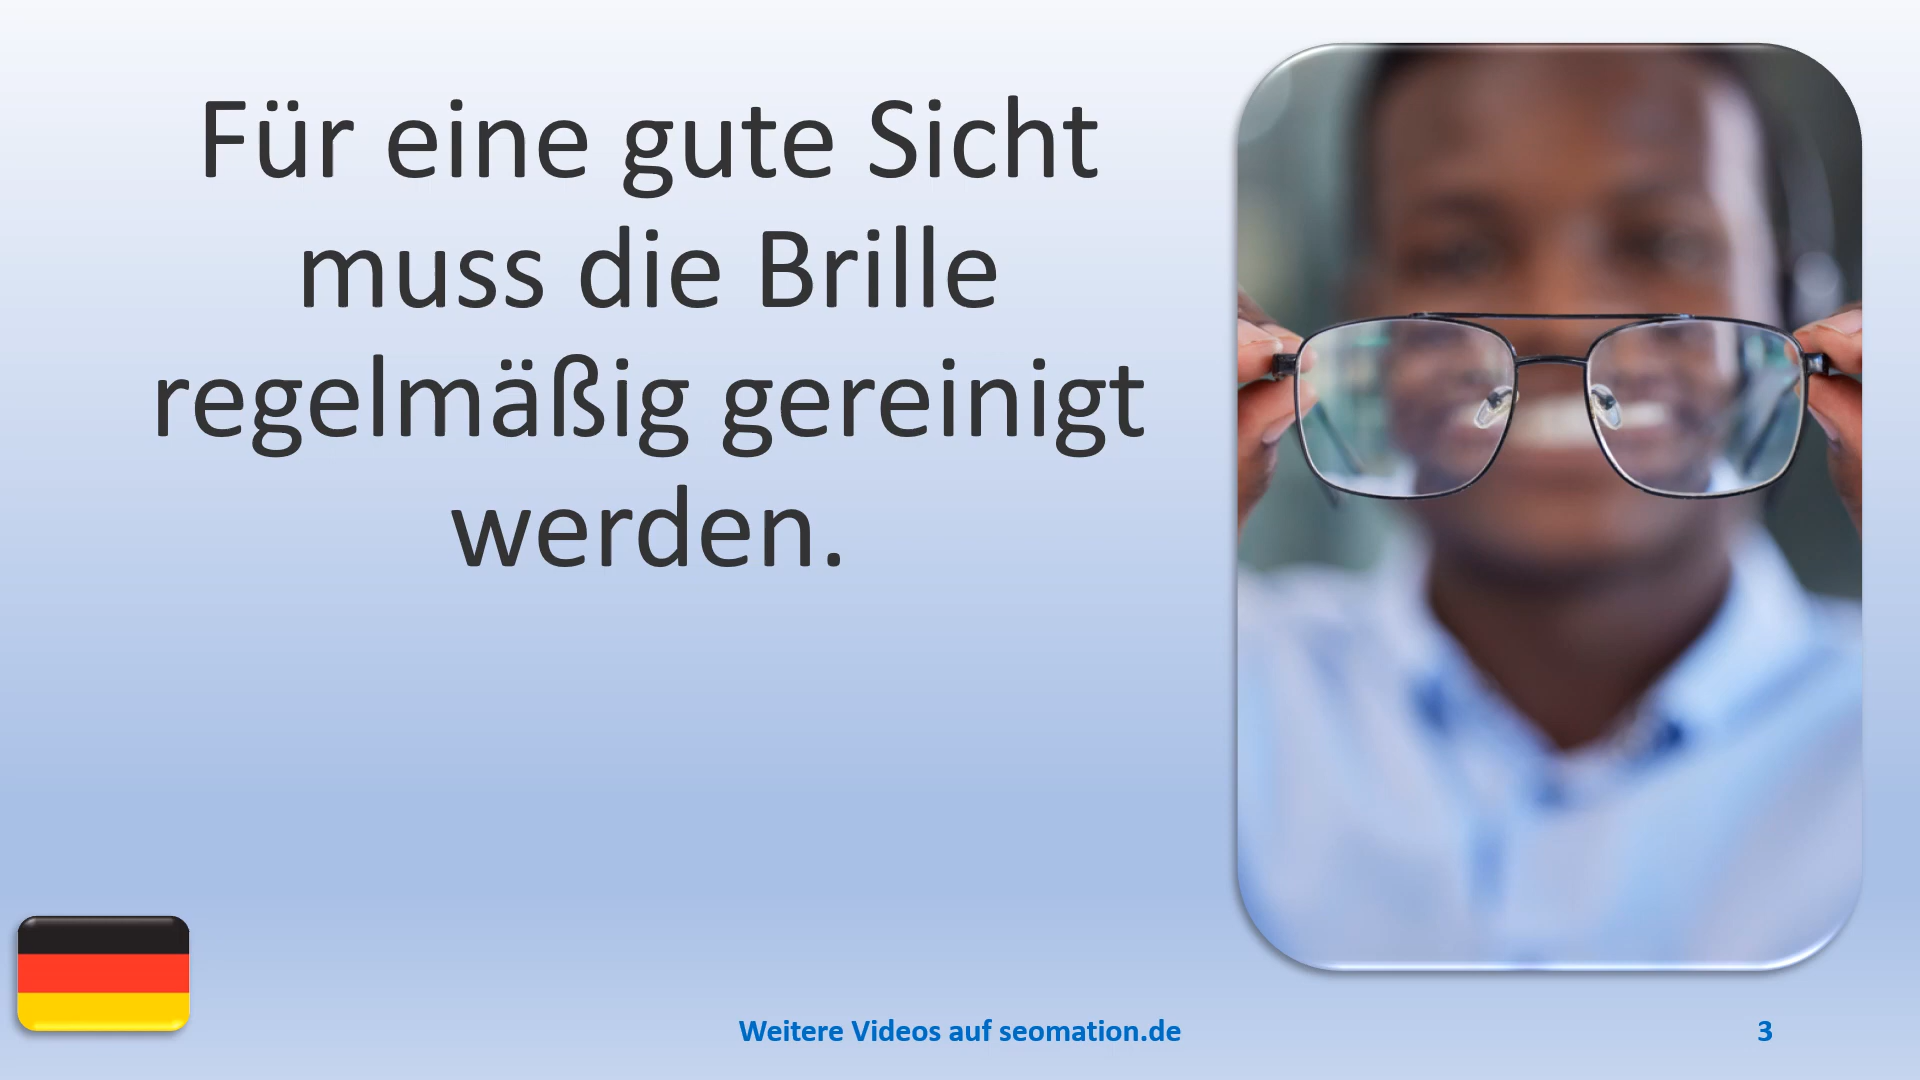 Für eine gute Sicht
muss die Brille
regelmäßig gereinigt
werden.
Weitere Videos auf seomation.de
3